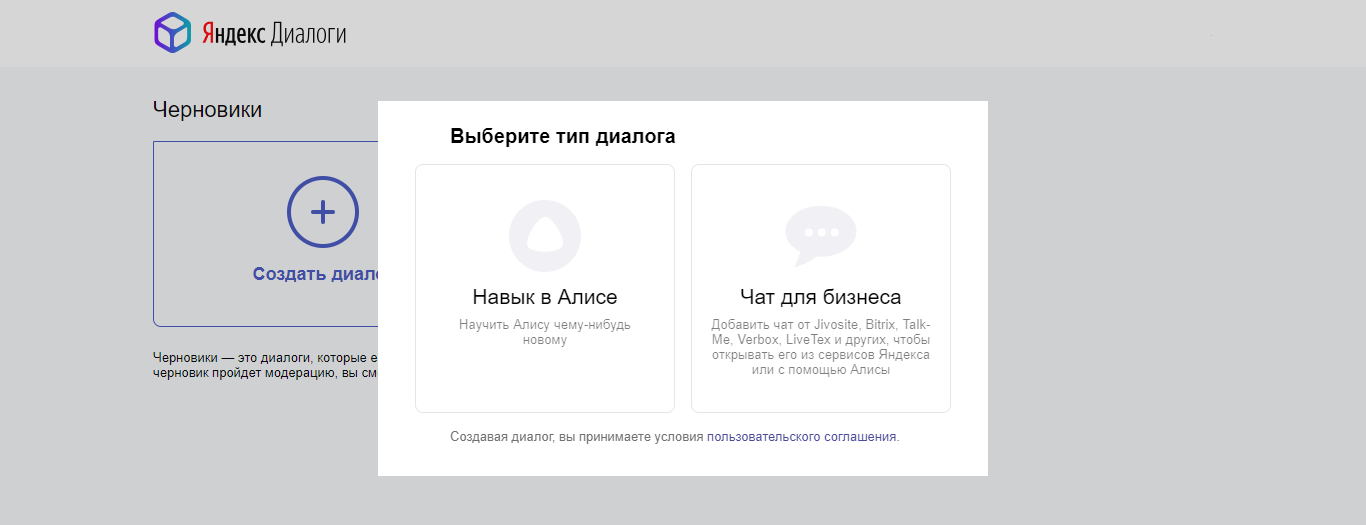 Яндекс Диалоги
Черновики
Создать
Черновики — это диалоги, которые
черновик пройдет модерацию, вы
Выберите тип диалога
Навык в Алисе
Научить Алису чему-нибудь
новому
Чат для бизнеса
Добавить чат от Jivosite, Bitrix, Talk-
Me, Verbox, LiveTex и других, чтобы
открывать его из сервисов Яндекса
или с помощью Алисы
Создавая диалог, вы принимаете условия пользовательского соглашения.